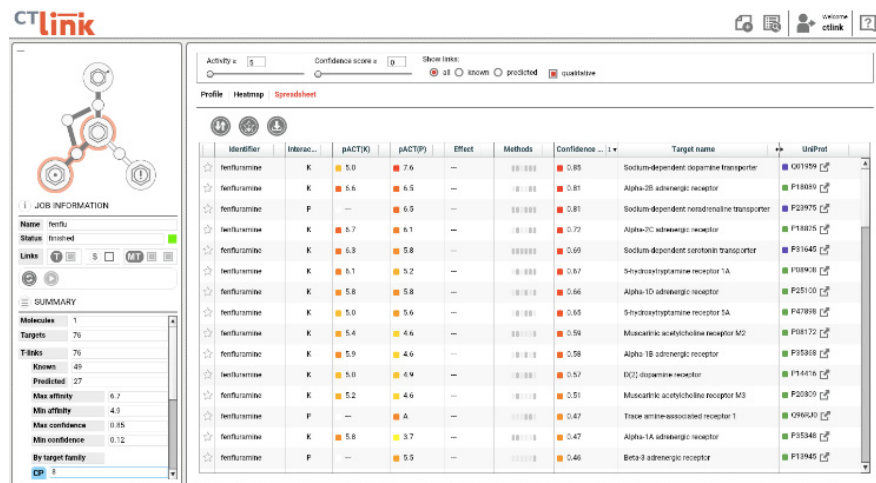 CTlink
Welcome
ctlink
?
Activity ≥ 5
Confidence score ≥ 0
Show links:
all known predicted qualitative
Profile | Heatmap | Spreadsheet
Identifier Interac... pACT(K) pACT(P) Effect Methods Confidence ... 1 Target name UniProt
fenfluramine K 5.0 7.6 --- 0.85 Sodium-dependent dopamine transporter Q01959
fenfluramine K 6.6 6.5 --- 0.81 Alpha-2B adrenergic receptor P18089
fenfluramine P --- 6.5 --- 0.81 Sodium-dependent noradrenaline transporter P23975
fenfluramine K 6.7 6.1 --- 0.72 Alpha-2C adrenergic receptor P18825
fenfluramine K 6.3 5.8 --- 0.69 Sodium-dependent serotonin transporter P31645
fenfluramine K 6.1 5.2 --- 0.67 5-hydroxytryptamine receptor 1A P08908
fenfluramine K 5.8 5.8 --- 0.66 Alpha-1D adrenergic receptor P25100
fenfluramine K 5.0 5.6 --- 0.65 5-hydroxytryptamine receptor 5A P47898
fenfluramine K 5.4 4.6 --- 0.59 Muscarinic acetylcholine receptor M2 P08172
fenfluramine K 5.9 4.6 --- 0.58 Alpha-1B adrenergic receptor P35368
fenfluramine K 5.0 4.9 --- 0.57 D(2) dopamine receptor P14416
fenfluramine K 5.2 4.6 --- 0.51 Muscarinic acetylcholine receptor M3 P20309
fenfluramine P --- A --- 0.47 Trace amine-associated receptor 1 Q96RJ0
fenfluramine K 5.8 3.7 --- 0.47 Alpha-1A adrenergic receptor P35348
fenfluramine P --- 5.5 --- 0.46 Beta-3 adrenergic receptor P13945
i JOB INFORMATION
Name fenflu
Status finished
Links T S MT
SUMMARY
Molecules 1
Targets 76
T-links 76
Known 49
Predicted 27
Max affinity 6.7
Min affinity 4.9
Max confidence 0.85
Min confidence 0.12
By target family
CP 8